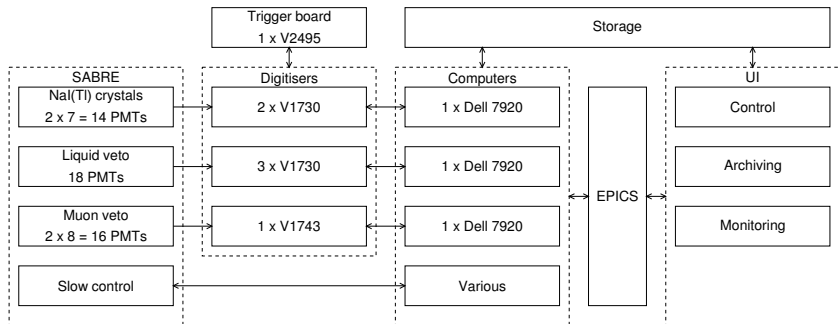 Trigger board
1 x V2495
Storage
SABRE
Digitisers
Computers
UI
NaI(Tl) crystals
2 x 7 = 14 PMTs
2 x V1730
1 x Dell 7920
Control
Liquid veto
18 PMTs
3 x V1730
1 x Dell 7920
EPICS
Archiving
Muon veto
2 x 8 = 16 PMTs
1 x V1743
1 x Dell 7920
Monitoring
Slow control
Various